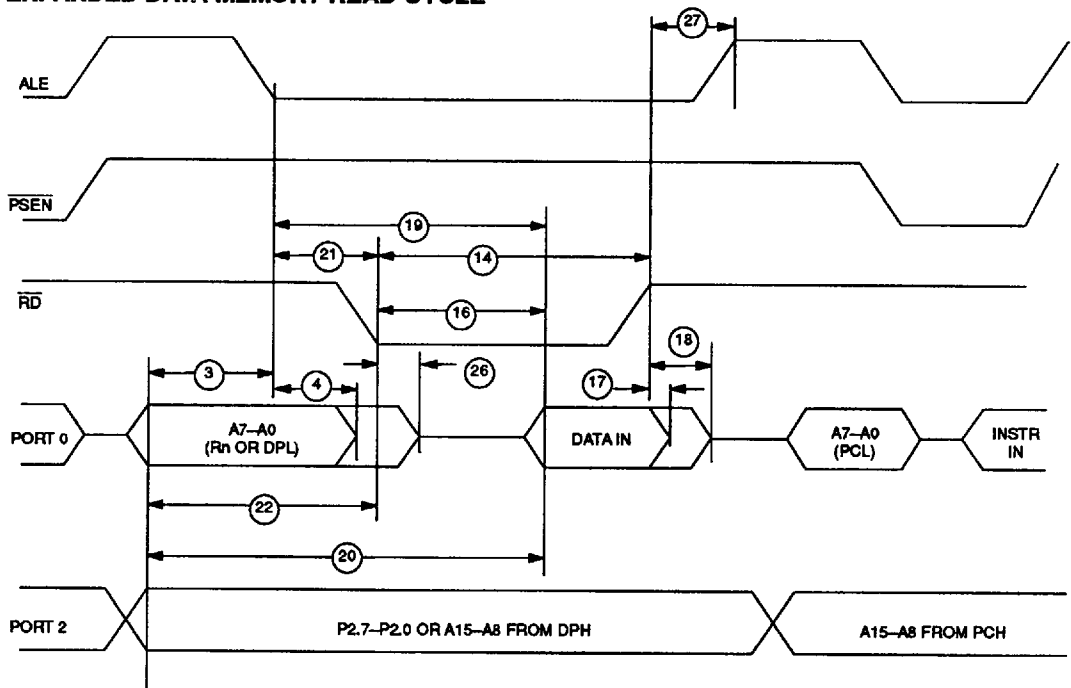 EXPANDED DATA MEMORY READ CYCLE
27
ALE
PSEN
19
21
14
RD
16
18
3
4
26
17
PORT 0
A7–A0
(Rn OR DPL)
DATA IN
A7–A0
(PCL)
INSTR
IN
22
20
PORT 2
P2.7–P2.0 OR A15–A8 FROM DPH
A15–A8 FROM PCH